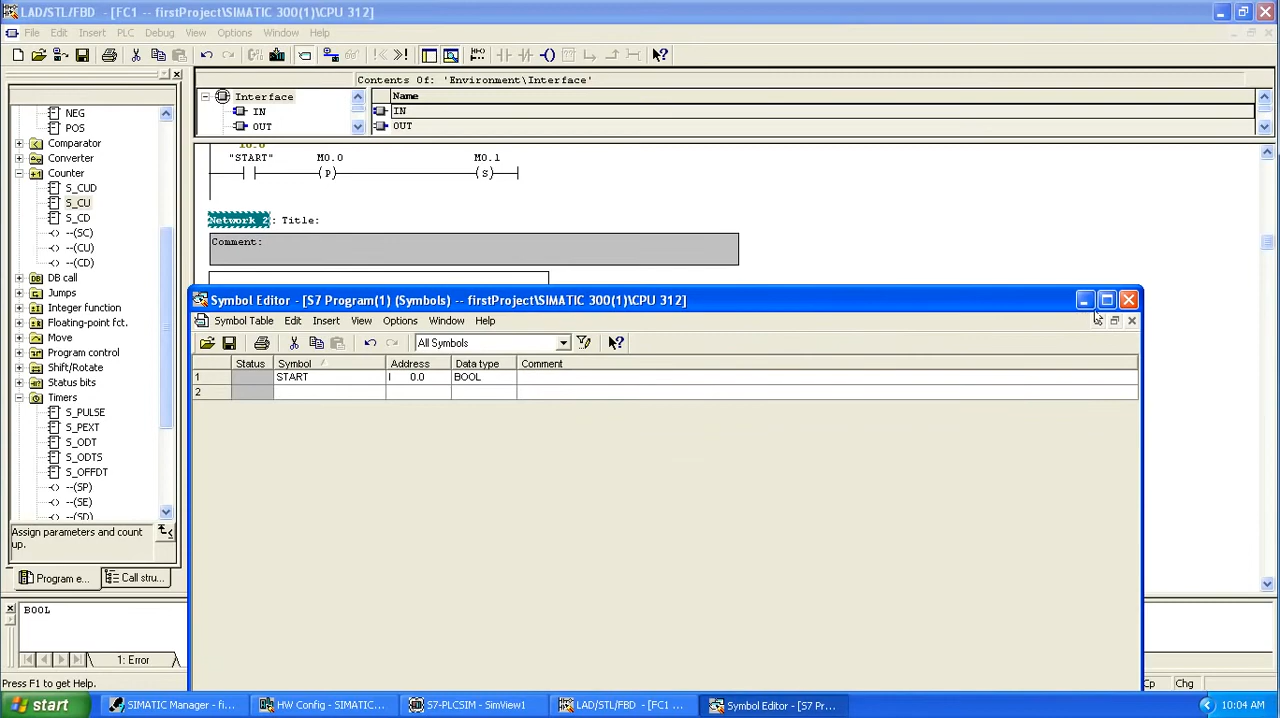 LAD/STL/FBD - [FC1 -- firstProject\SIMATIC 300(1)\CPU 312]
File Edit Insert PLC Debug View Options Window Help
Contents Of: 'Environment\Interface'
Interface
IN
OUT
Name
IN
OUT
NEG
POS
Comparator
Converter
Counter
S_CUD
S_CU
S_CD
--(SC)
--(CU)
--(CD)
DB call
Jumps
Integer function
Floating-point fct.
Move
Program control
Shift/Rotate
Status bits
Timers
S_PULSE
S_PEXT
S_ODT
S_ODTS
S_OFFDT
--(SP)
--(SE)
--(SD)
Assign parameters and count
up.
Program e...
Call stru...
"START" M0.0 M0.1
(P) (S)
Network 2: Title:
Comment:
Symbol Editor - [S7 Program(1) (Symbols) -- firstProject\SIMATIC 300(1)\CPU 312]
Symbol Table Edit Insert View Options Window Help
All Symbols
Status Symbol Address Data type Comment
1 START I 0.0 BOOL
2
BOOL
1: Error
Press F1 to get Help.
Cp Chg
start
SIMATIC Manager - fi...
HW Config - SIMATIC...
S7-PLCSIM - SimView1
LAD/STL/FBD - [FC1 ...
Symbol Editor - [S7 Pr...
10:04 AM